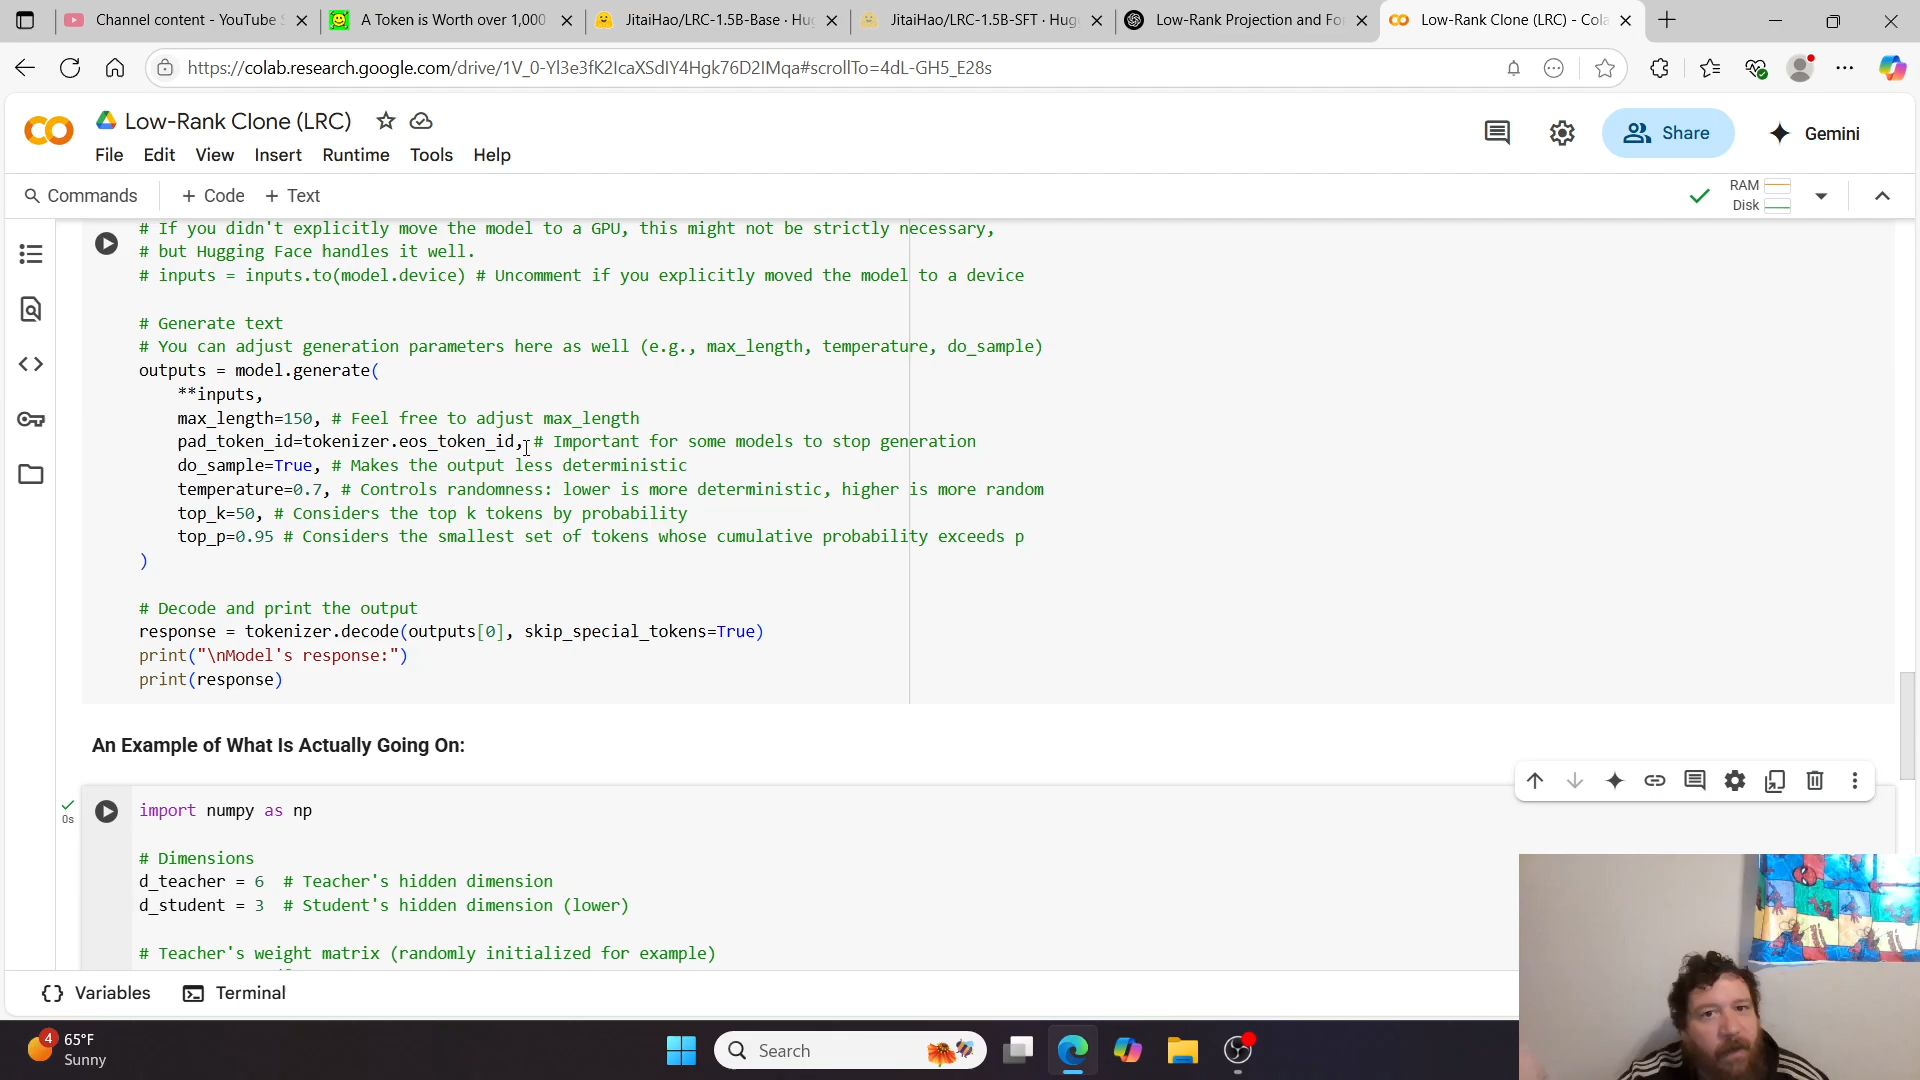 Channel content - YouTube S
A Token is Worth over 1,000
JitaiHao/LRC-1.5B-Base · Hug
JitaiHao/LRC-1.5B-SFT · Hugg
Low-Rank Projection and For
Low-Rank Clone (LRC) - Cola
https://colab.research.google.com/drive/1V_0-Yl3e3fK2IcaXSdIY4Hgk76D2IMqa#scrollTo=4dL-GH5_E28s
Low-Rank Clone (LRC)
File Edit View Insert Runtime Tools Help
Share
Gemini
Commands + Code + Text
RAM
Disk
# If you didn't explicitly move the model to a GPU, this might not be strictly necessary,
# but Hugging Face handles it well.
# inputs = inputs.to(model.device) # Uncomment if you explicitly moved the model to a device
# Generate text
# You can adjust generation parameters here as well (e.g., max_length, temperature, do_sample)
outputs = model.generate(
**inputs,
max_length=150, # Feel free to adjust max_length
pad_token_id=tokenizer.eos_token_id, # Important for some models to stop generation
do_sample=True, # Makes the output less deterministic
temperature=0.7, # Controls randomness: lower is more deterministic, higher is more random
top_k=50, # Considers the top k tokens by probability
top_p=0.95 # Considers the smallest set of tokens whose cumulative probability exceeds p
)
# Decode and print the output
response = tokenizer.decode(outputs[0], skip_special_tokens=True)
print("\nModel's response:")
print(response)
An Example of What Is Actually Going On:
0s
import numpy as np
# Dimensions
d_teacher = 6 # Teacher's hidden dimension
d_student = 3 # Student's hidden dimension (lower)
# Teacher's weight matrix (randomly initialized for example)
{} Variables
Terminal
4
65°F
Sunny
Search